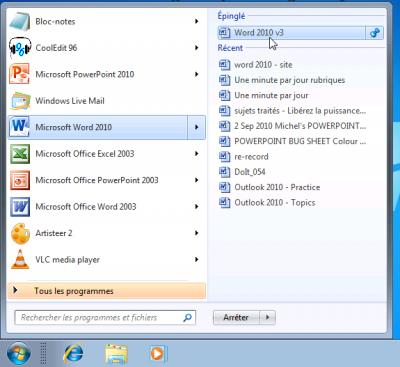 Bloc-notes
CoolEdit 96
Microsoft PowerPoint 2010
Windows Live Mail
Microsoft Word 2010
Microsoft Office Excel 2003
Microsoft Office PowerPoint 2003
Microsoft Office Word 2003
Artisteer 2
VLC media player
Tous les programmes
Rechercher les programmes et fichiers
Épinglé
Word 2010 v3
Récent
word 2010 - site
Une minute par jour rubriques
Une minute par jour
sujets traités - Libérez la puissance...
2 Sep 2010 Michel's POWERPOINT...
POWERPOINT BUG SHEET Colour ...
re-record
DoIt_054
Outlook 2010 - Practice
Outlook 2010 - Topics
Arrêter